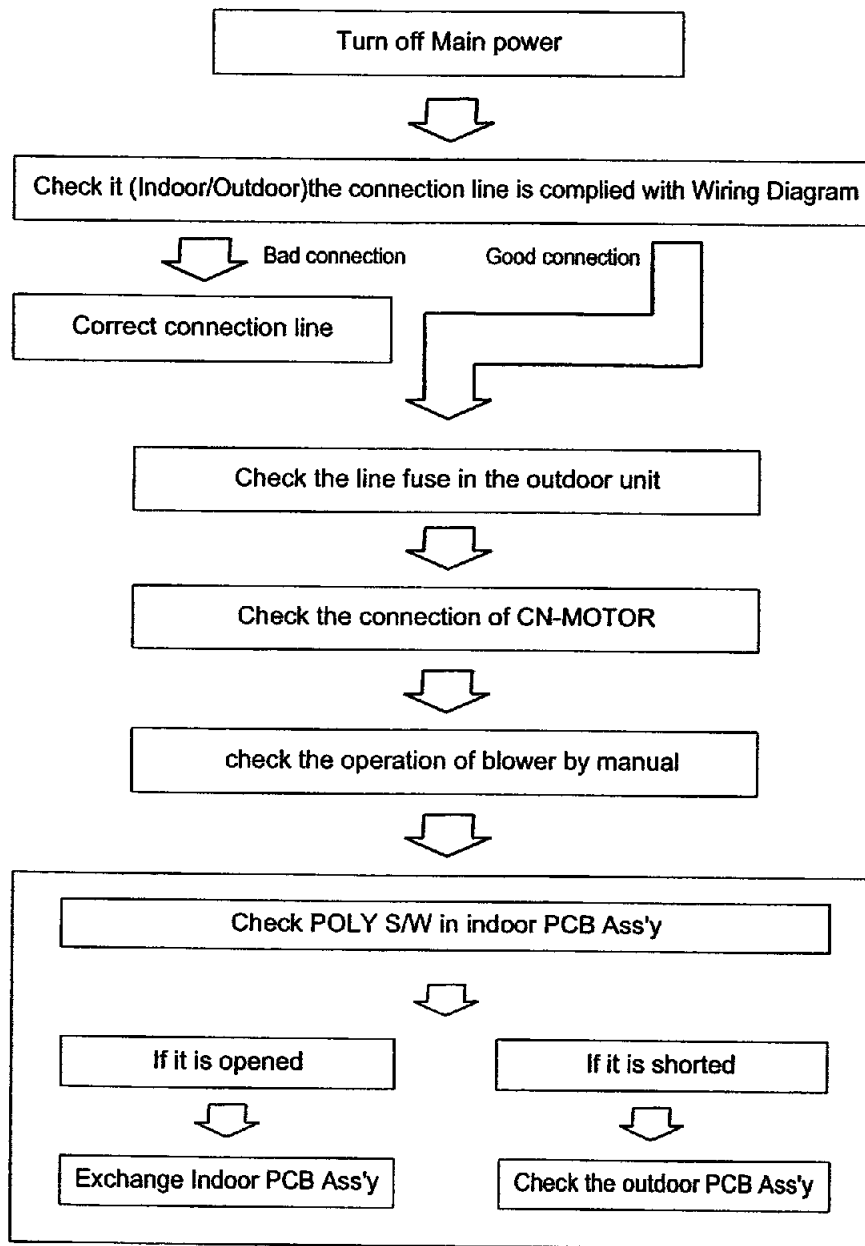 Turn off Main power
Check it (Indoor/Outdoor)the connection line is complied with Wiring Diagram
Bad connection
Good connection
Correct connection line
Check the line fuse in the outdoor unit
Check the connection of CN-MOTOR
check the operation of blower by manual
Check POLY S/W in indoor PCB Ass'y
If it is opened
If it is shorted
Exchange Indoor PCB Ass'y
Check the outdoor PCB Ass'y